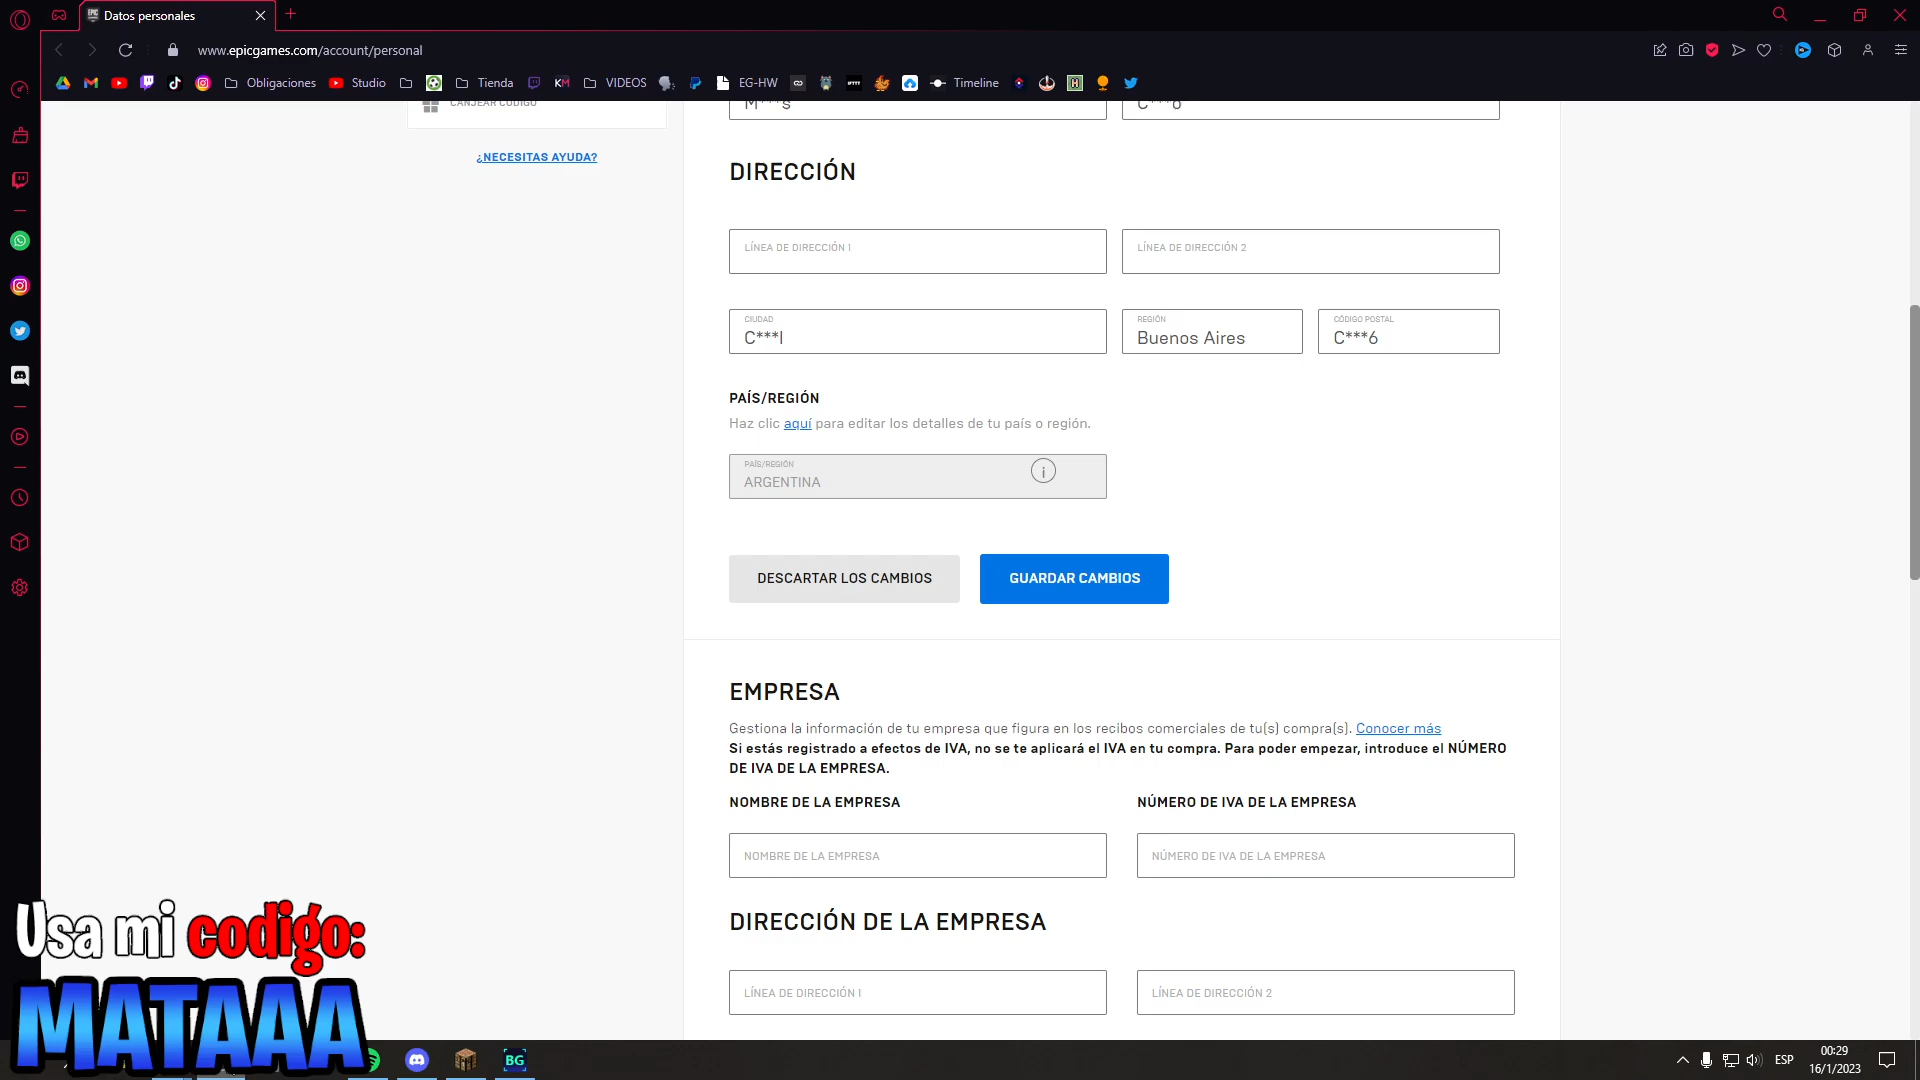 Datos personales
www.epicgames.com/account/personal
Obligaciones
Studio
Tienda
KM
VIDEOS
EG-HW
IFTTT
Timeline
CANJEAR CÓDIGO
¿NECESITAS AYUDA?
M***s
C***o
DIRECCIÓN
LÍNEA DE DIRECCIÓN 1
LÍNEA DE DIRECCIÓN 2
CIUDAD
C***l
REGIÓN
Buenos Aires
CÓDIGO POSTAL
C***6
PAÍS/REGIÓN
Haz clic aquí para editar los detalles de tu país o región.
PAÍS/REGIÓN
ARGENTINA
DESCARTAR LOS CAMBIOS
GUARDAR CAMBIOS
EMPRESA
Gestiona la información de tu empresa que figura en los recibos comerciales de tu(s) compra(s). Conocer más
Si estás registrado a efectos de IVA, no se te aplicará el IVA en tu compra. Para poder empezar, introduce el NÚMERO
DE IVA DE LA EMPRESA.
NOMBRE DE LA EMPRESA
NÚMERO DE IVA DE LA EMPRESA
NOMBRE DE LA EMPRESA
NÚMERO DE IVA DE LA EMPRESA
DIRECCIÓN DE LA EMPRESA
LÍNEA DE DIRECCIÓN 1
LÍNEA DE DIRECCIÓN 2
Usa mi codigo:
MATAAA
BG
ESP
00:29
16/1/2023